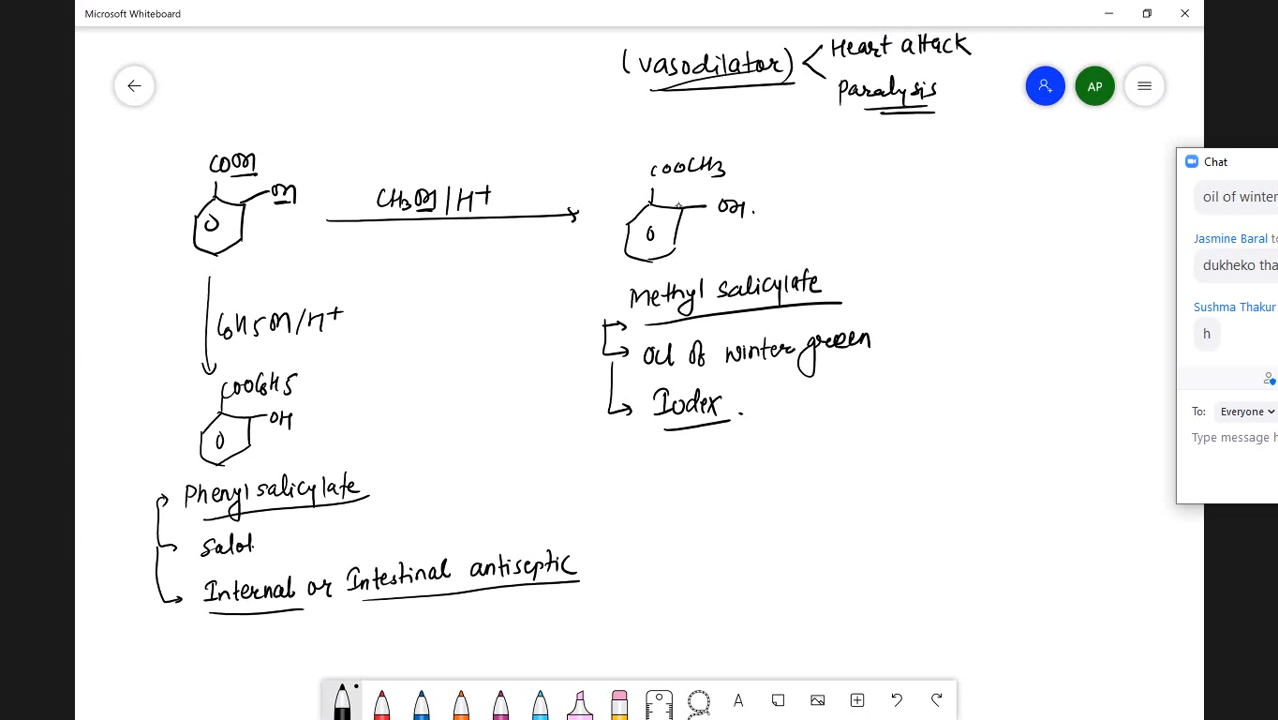 Microsoft Whiteboard
(vasodilator)
Heart attack
Paralysis
AP
COOH
OH
CH3OH/H+
COOCH3
OH.
Methyl salicylate
Oil of winter green
Iodex.
C6H5OH/H+
COOC6H5
OH
Phenyl salicylate
Salol
Internal or Intestinal antiseptic
Chat
oil of winter
Jasmine Baral to
dukheko tha
Sushma Thakur
h
To: Everyone
Type message h
A